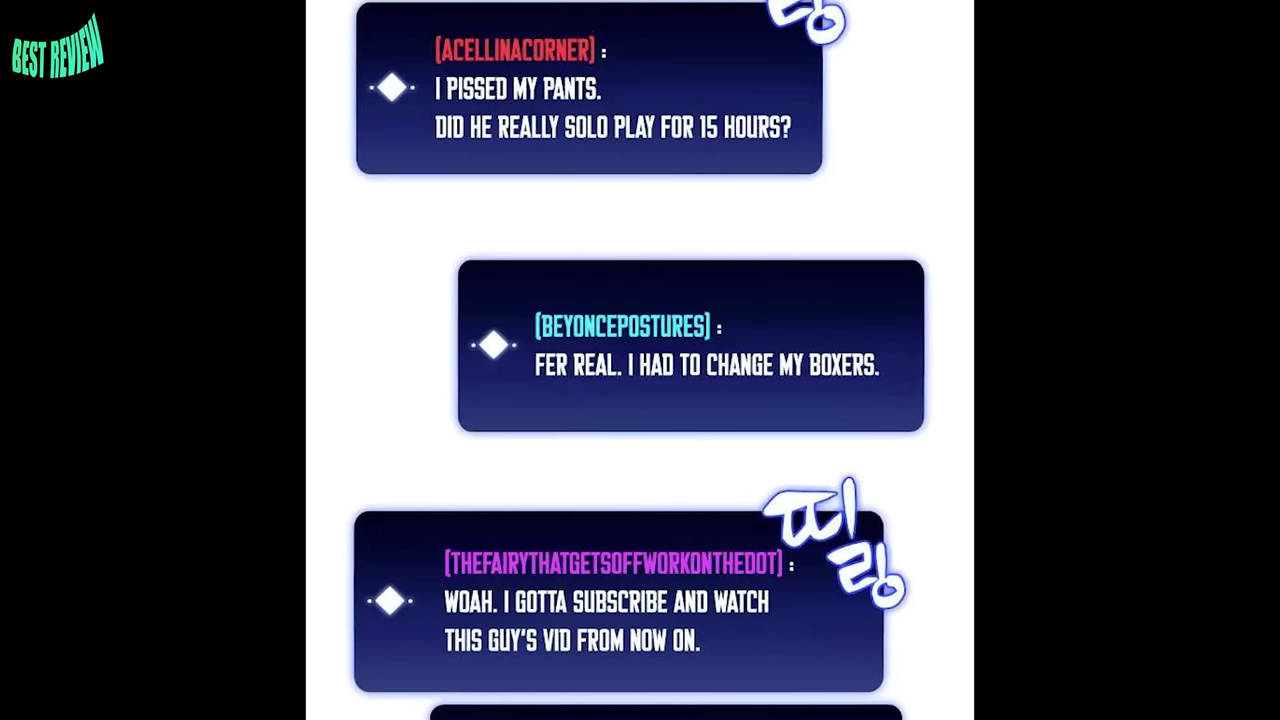 BEST REVIEW
링
[ACELLINACORNER] :
I PISSED MY PANTS.
DID HE REALLY SOLO PLAY FOR 15 HOURS?
[BEYONCEPOSTURES] :
FER REAL. I HAD TO CHANGE MY BOXERS.
띠
링
[THEFAIRYTHATGETSOFFWORKONTHEDOT] :
WOAH. I GOTTA SUBSCRIBE AND WATCH
THIS GUY'S VID FROM NOW ON.